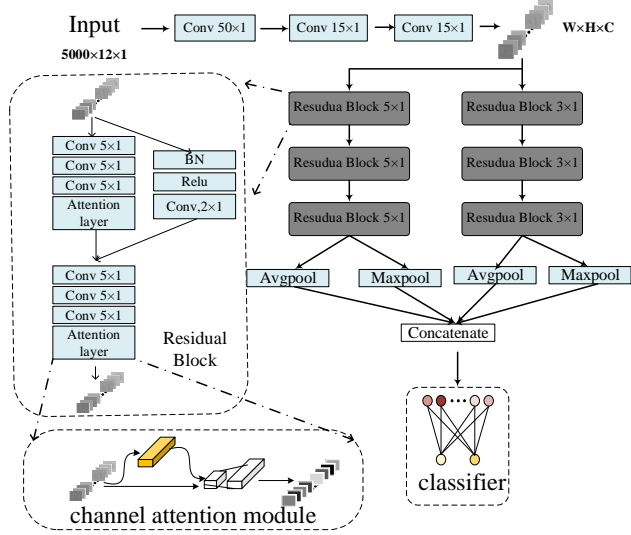 Input
5000×12×1
Conv 50×1
Conv 15×1
Conv 15×1
W×H×C
Resudua Block 5×1
Resudua Block 3×1
Resudua Block 5×1
Resudua Block 3×1
Resudua Block 5×1
Resudua Block 3×1
Avgpool
Maxpool
Avgpool
Maxpool
Concatenate
classifier
Conv 5×1
Conv 5×1
Conv 5×1
Attention
layer
BN
Relu
Conv,2×1
Conv 5×1
Conv 5×1
Conv 5×1
Attention
layer
Residual
Block
channel attention module